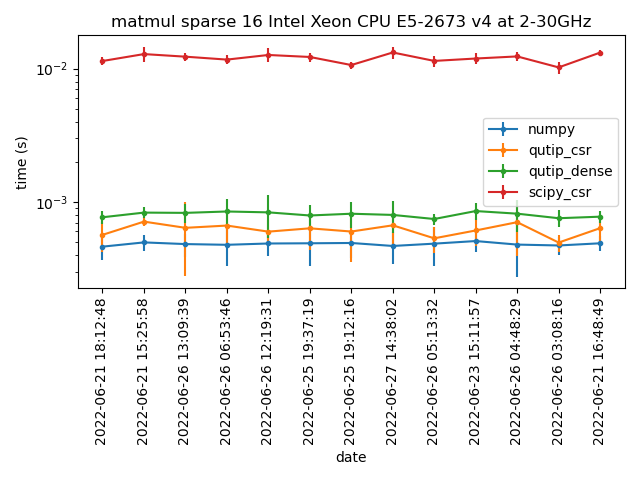 matmul sparse 16 Intel Xeon CPU E5-2673 v4 at 2-30GHz
time (s)
10⁻²
10⁻³
numpy
qutip_csr
qutip_dense
scipy_csr
2022-06-21 18:12:48
2022-06-21 15:25:58
2022-06-26 13:09:39
2022-06-26 06:53:46
2022-06-26 12:19:31
2022-06-25 19:37:19
2022-06-25 19:12:16
2022-06-27 14:38:02
2022-06-26 05:13:32
2022-06-23 15:11:57
2022-06-26 04:48:29
2022-06-26 03:08:16
2022-06-21 16:48:49
date